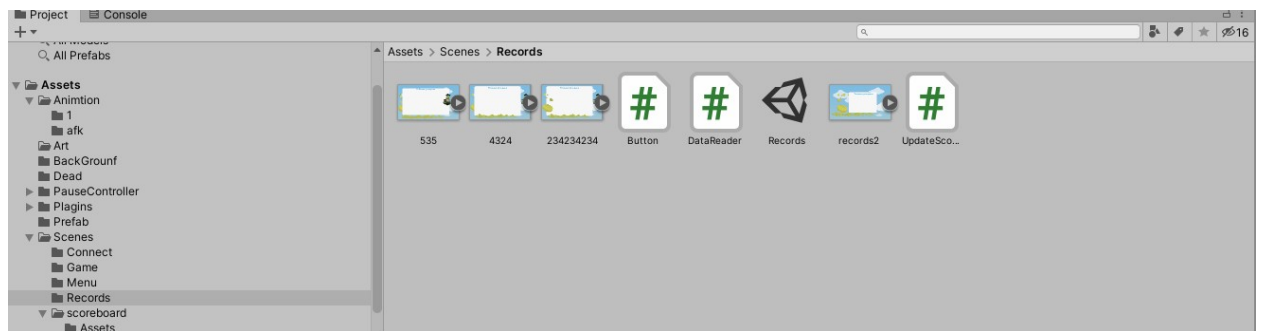 Project Console
16
All Prefabs
Assets > Scenes > Records
Assets
Animtion
1
afk
Art
BackGrounf
Dead
PauseController
Plagins
Prefab
Scenes
Connect
Game
Menu
Records
scoreboard
Assets
535 4324 234234234 Button DataReader Records records2 UpdateSco...